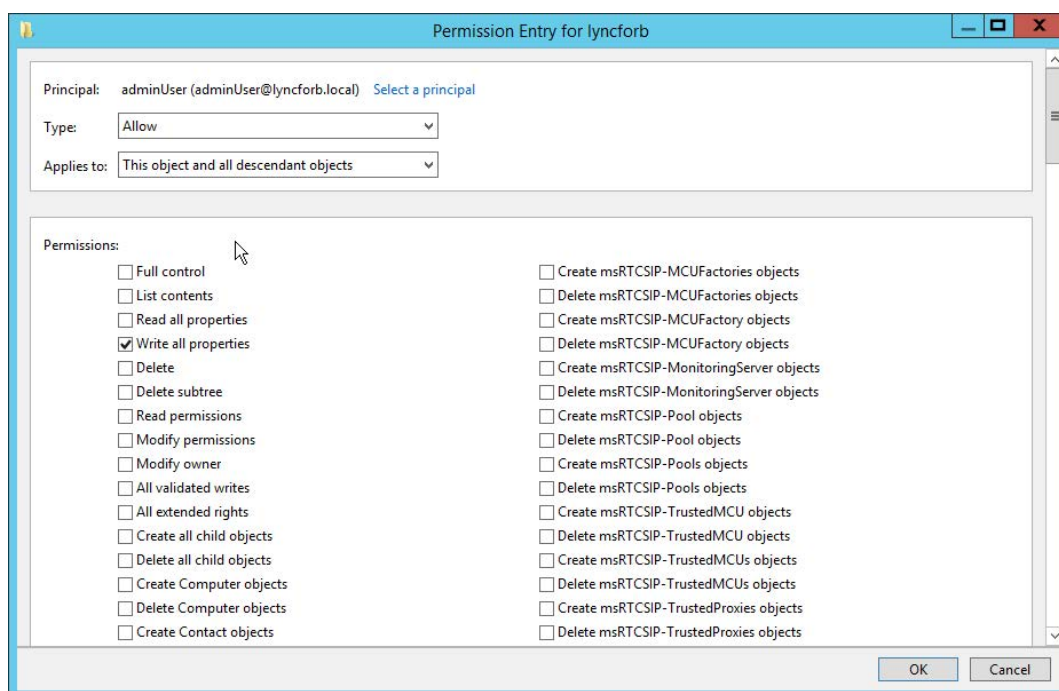 Permission Entry for lyncforb
Principal: adminUser (adminUser@lyncforb.local) Select a principal
Type: Allow
Applies to: This object and all descendant objects
Permissions:
Full control
List contents
Read all properties
Write all properties
Delete
Delete subtree
Read permissions
Modify permissions
Modify owner
All validated writes
All extended rights
Create all child objects
Delete all child objects
Create Computer objects
Delete Computer objects
Create Contact objects
Create msRTCSIP-MCUFactories objects
Delete msRTCSIP-MCUFactories objects
Create msRTCSIP-MCUFactory objects
Delete msRTCSIP-MCUFactory objects
Create msRTCSIP-MonitoringServer objects
Delete msRTCSIP-MonitoringServer objects
Create msRTCSIP-Pool objects
Delete msRTCSIP-Pool objects
Create msRTCSIP-Pools objects
Delete msRTCSIP-Pools objects
Create msRTCSIP-TrustedMCU objects
Delete msRTCSIP-TrustedMCU objects
Create msRTCSIP-TrustedMCUs objects
Delete msRTCSIP-TrustedMCUs objects
Create msRTCSIP-TrustedProxies objects
Delete msRTCSIP-TrustedProxies objects
OK Cancel